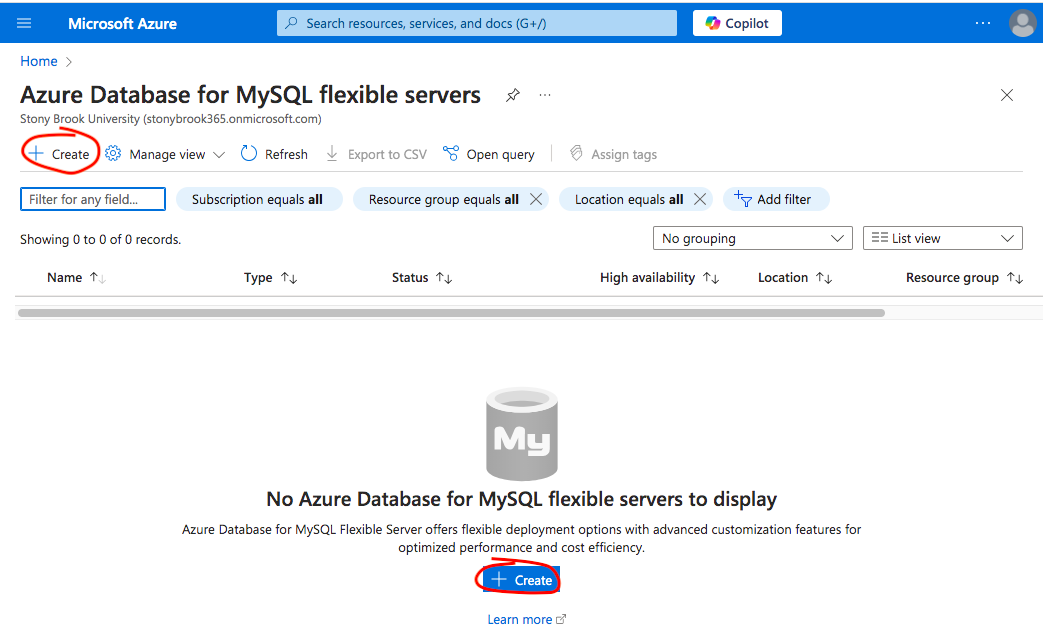 Microsoft Azure
Search resources, services, and docs (G+/)
Copilot
...
Home >
Azure Database for MySQL flexible servers
...
Stony Brook University (stonybrook365.onmicrosoft.com)
+ Create
Manage view
Refresh
Export to CSV
Open query
Assign tags
Filter for any field...
Subscription equals all
Resource group equals all
Location equals all
Add filter
Showing 0 to 0 of 0 records.
No grouping
List view
Name ↑↓
Type ↑↓
Status ↑↓
High availability ↑↓
Location ↑↓
Resource group ↑↓
My
No Azure Database for MySQL flexible servers to display
Azure Database for MySQL Flexible Server offers flexible deployment options with advanced customization features for
optimized performance and cost efficiency.
+ Create
Learn more